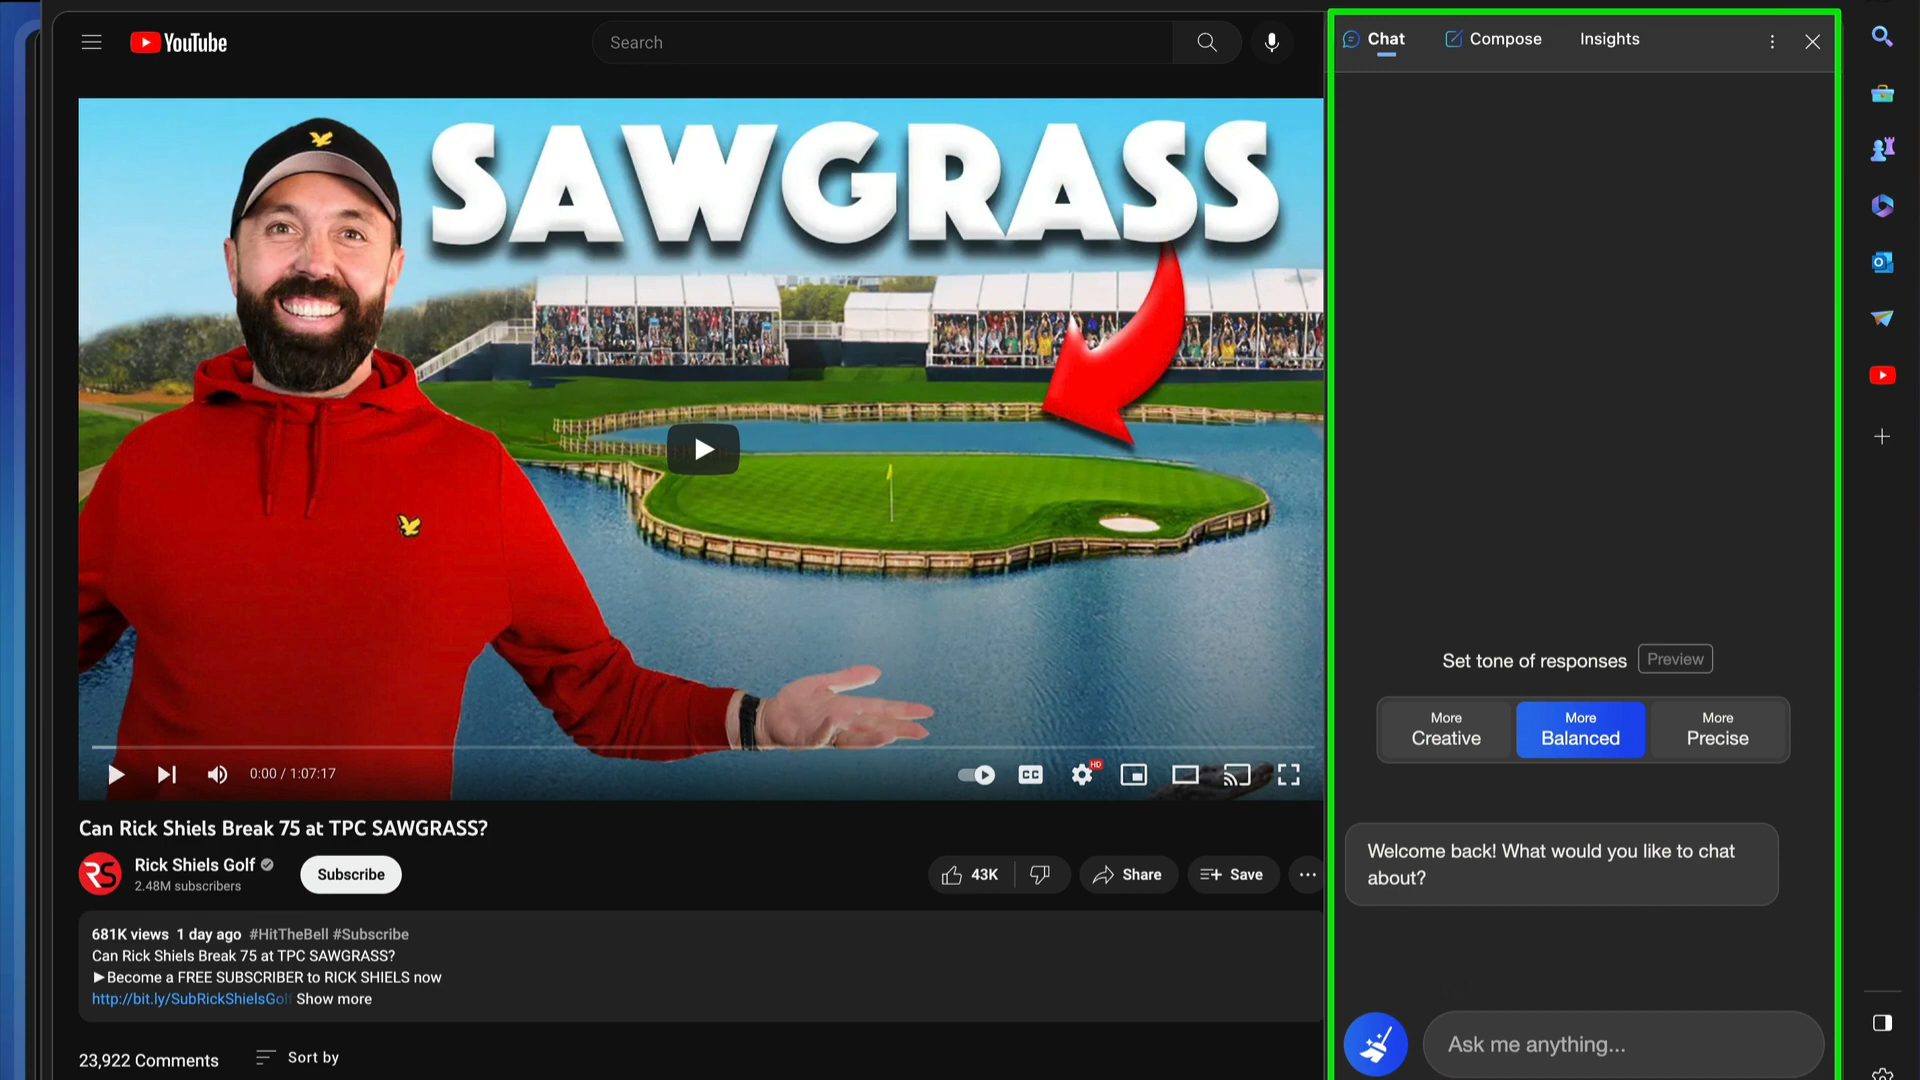 YouTube
Search
Chat
Compose
Insights
SAWGRASS
0:00 / 1:07:17
CC
HD
Can Rick Shiels Break 75 at TPC SAWGRASS?
RS
Rick Shiels Golf
2.48M subscribers
Subscribe
43K
Share
Save
681K views 1 day ago #HitTheBell #Subscribe
Can Rick Shiels Break 75 at TPC SAWGRASS?
►Become a FREE SUBSCRIBER to RICK SHIELS now
http://bit.ly/SubRickShielsGolf Show more
23,922 Comments
Sort by
Set tone of responses
Preview
More Creative
More Balanced
More Precise
Welcome back! What would you like to chat
about?
Ask me anything...